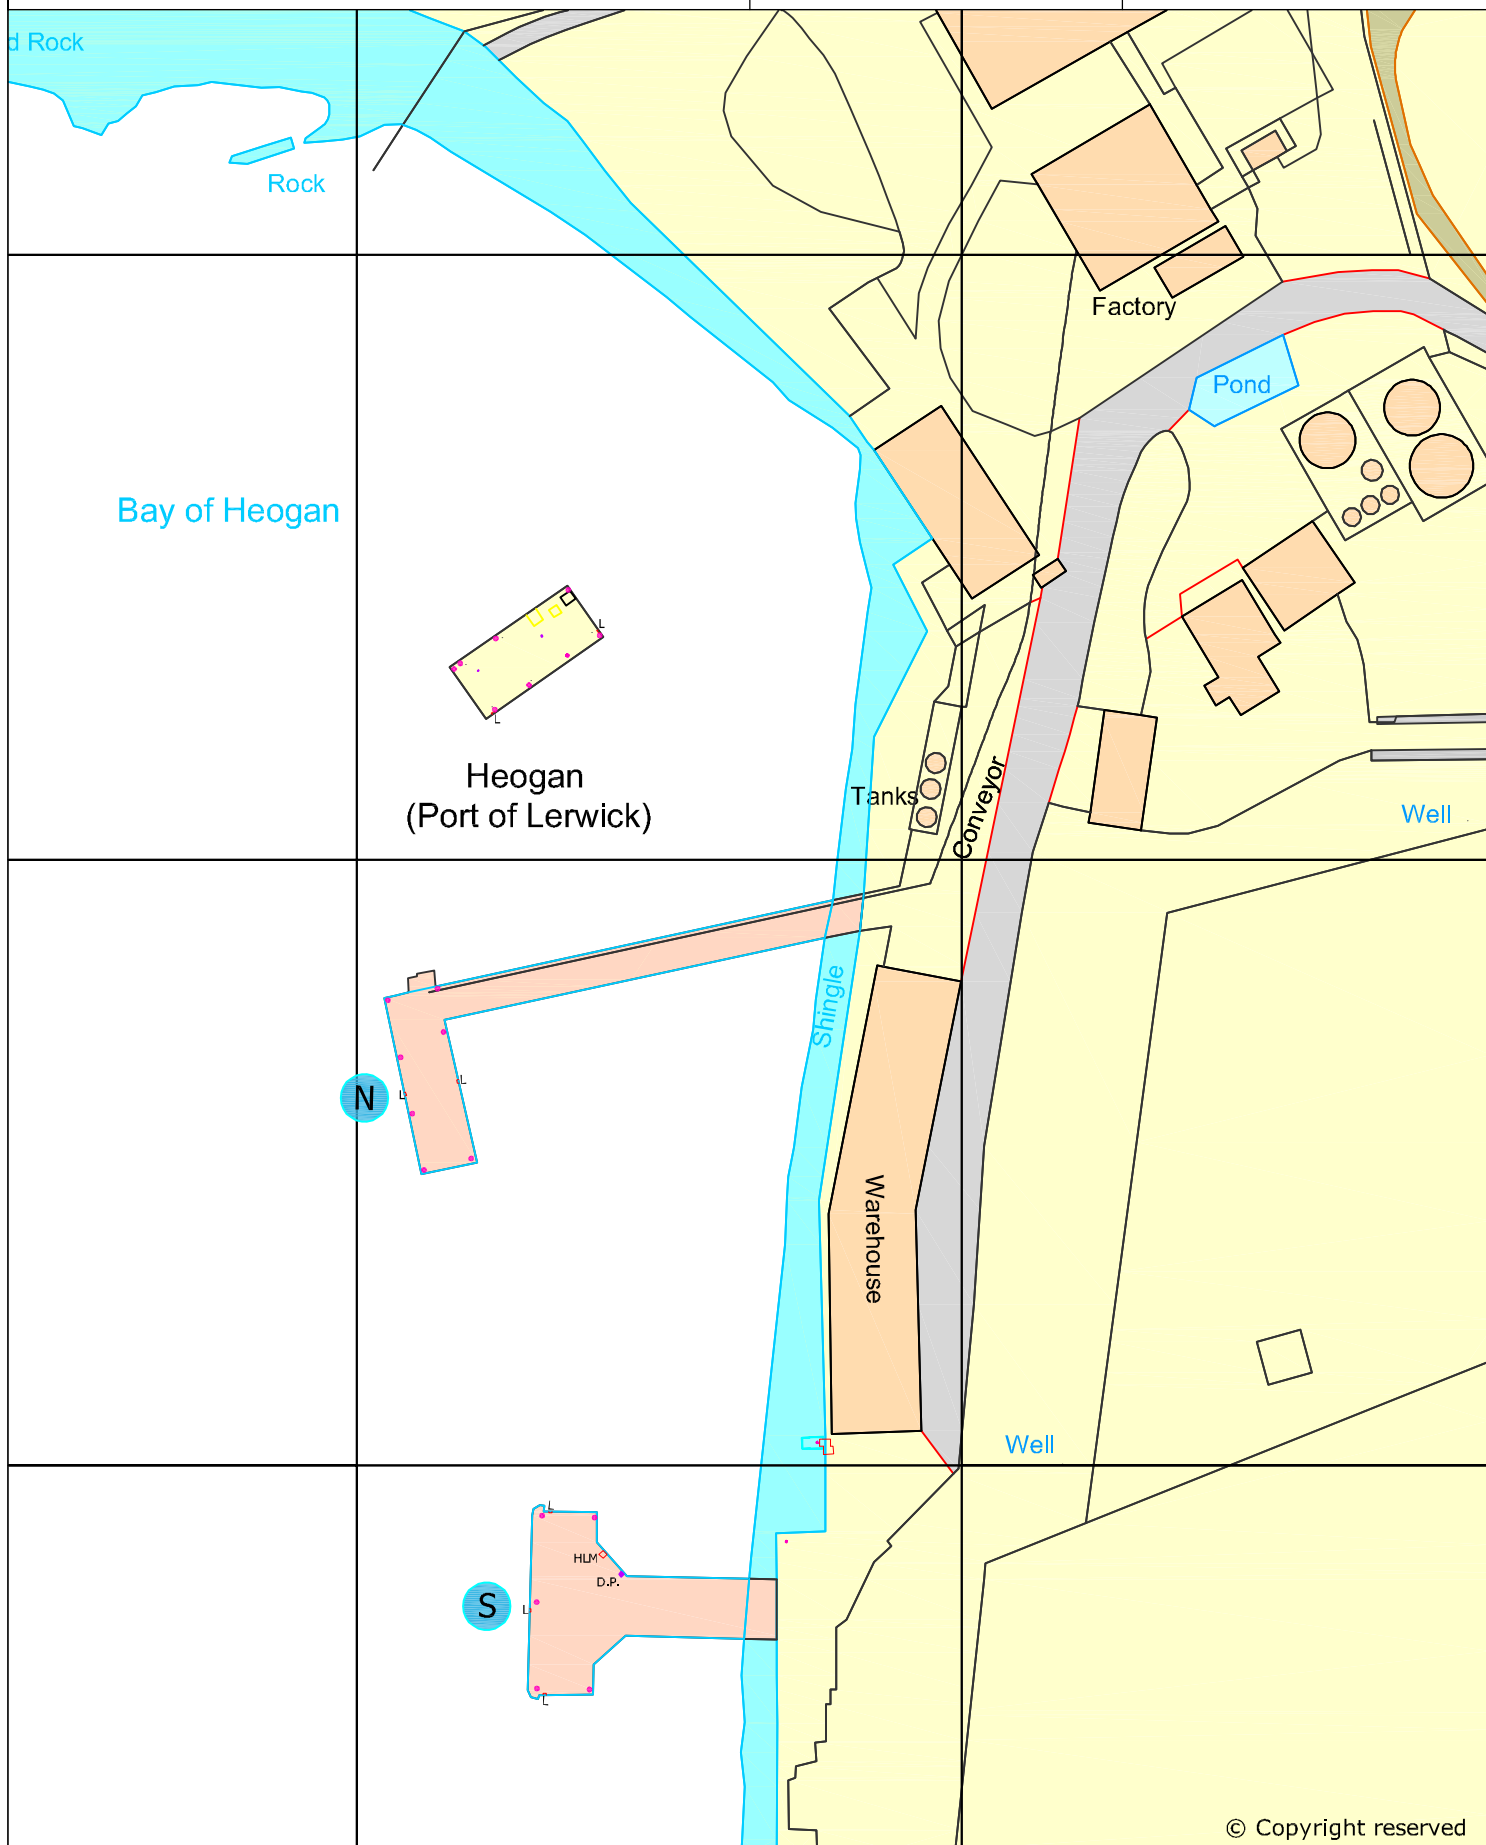 d Rock
Rock
Factory
Pond
Bay of Heogan
L
L
Heogan
(Port of Lerwick)
Tanks
Conveyor
Well
Shingle
N
L
L
Warehouse
Well
L
HLM
D.P.
S
L
L
© Copyright reserved